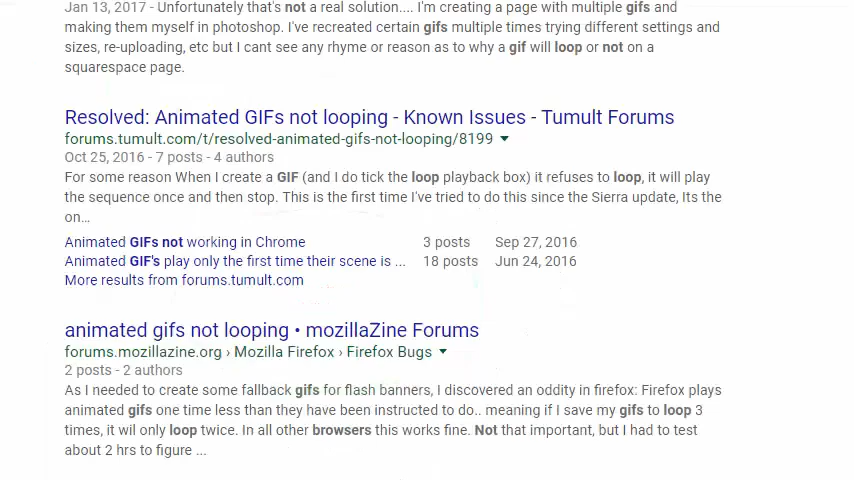 Jan 13, 2017 - Unfortunately that's not a real solution.... I'm creating a page with multiple gifs and
making them myself in photoshop. I've recreated certain gifs multiple times trying different settings and
sizes, re-uploading, etc but I cant see any rhyme or reason as to why a gif will loop or not on a
squarespace page.
Resolved: Animated GIFs not looping - Known Issues - Tumult Forums
forums.tumult.com/t/resolved-animated-gifs-not-looping/8199
Oct 25, 2016 - 7 posts - 4 authors
For some reason When I create a GIF (and I do tick the loop playback box) it refuses to loop, it will play
the sequence once and then stop. This is the first time I've tried to do this since the Sierra update, Its the
on...
Animated GIFs not working in Chrome 3 posts Sep 27, 2016
Animated GIF's play only the first time their scene is ... 18 posts Jun 24, 2016
More results from forums.tumult.com
animated gifs not looping • mozillaZine Forums
forums.mozillazine.org › Mozilla Firefox › Firefox Bugs
2 posts - 2 authors
As I needed to create some fallback gifs for flash banners, I discovered an oddity in firefox: Firefox plays
animated gifs one time less than they have been instructed to do.. meaning if I save my gifs to loop 3
times, it wil only loop twice. In all other browsers this works fine. Not that important, but I had to test
about 2 hrs to figure ...